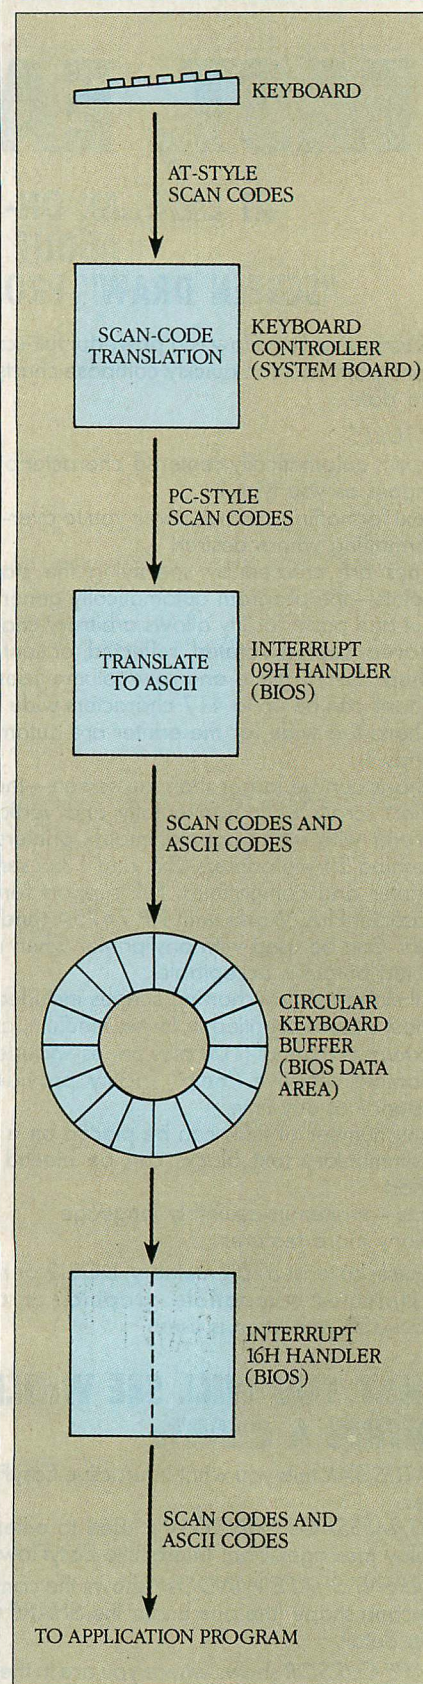 KEYBOARD
AT-STYLE
SCAN CODES
SCAN-CODE
TRANSLATION
KEYBOARD
CONTROLLER
(SYSTEM BOARD)
PC-STYLE
SCAN CODES
TRANSLATE
TO ASCII
INTERRUPT
09H HANDLER
(BIOS)
SCAN CODES AND
ASCII CODES
CIRCULAR
KEYBOARD
BUFFER
(BIOS DATA
AREA)
INTERRUPT
16H HANDLER
(BIOS)
SCAN CODES AND
ASCII CODES
TO APPLICATION PROGRAM